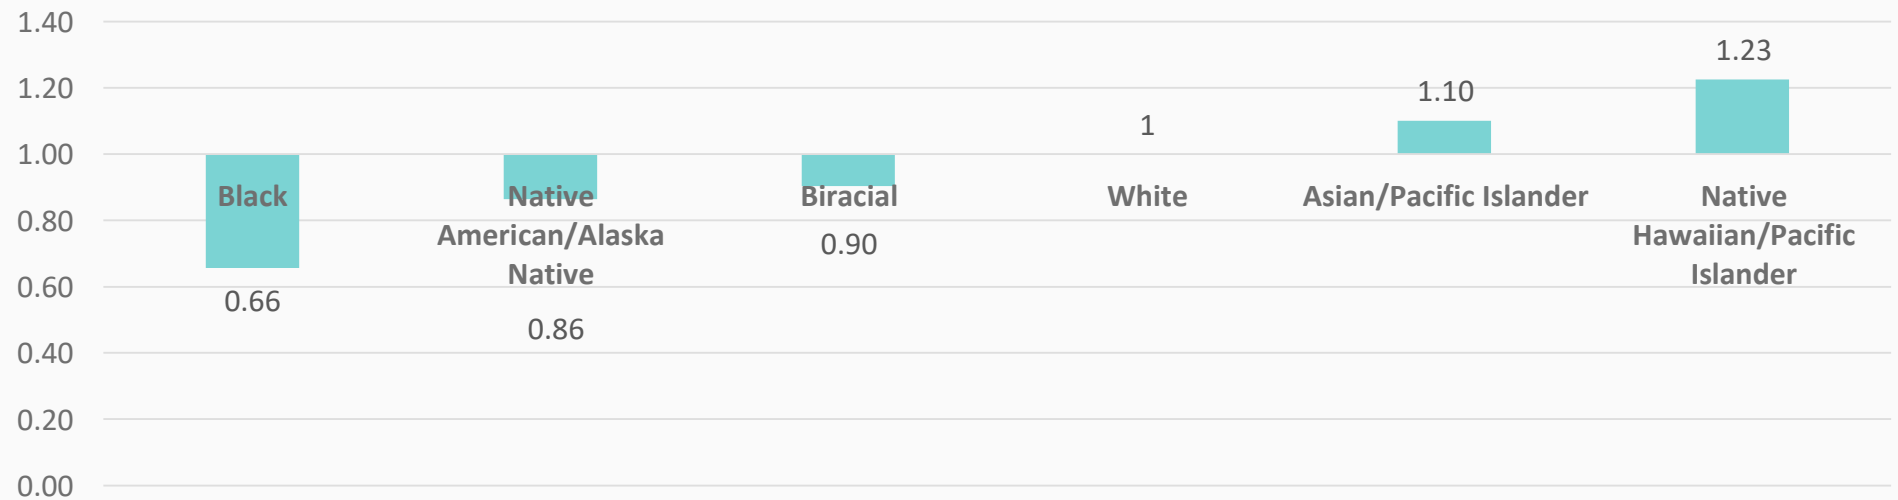 1.40
1.20
1.00
0.80
0.60
0.40
0.20
0.00
Black
0.66
Native
American/Alaska
Native
0.86
Biracial
0.90
White
1
Asian/Pacific Islander
1.10
Native
Hawaiian/Pacific
Islander
1.23